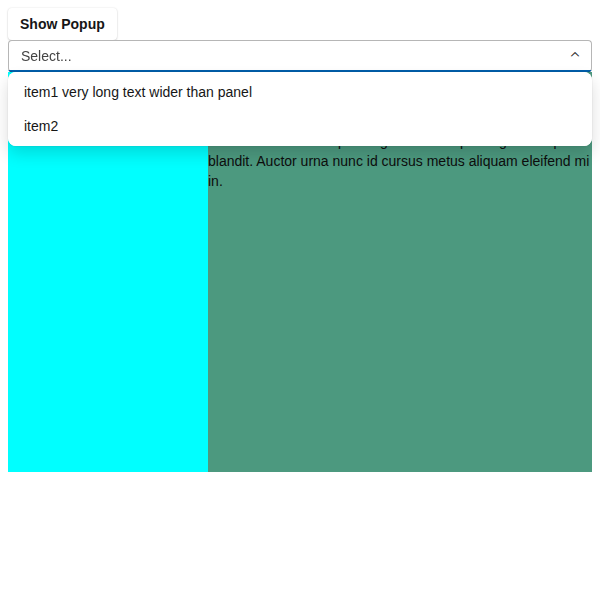 Show Popup
Select...
item1 very long text wider than panel
item2
blandit. Auctor urna nunc id cursus metus aliquam eleifend mi
in.